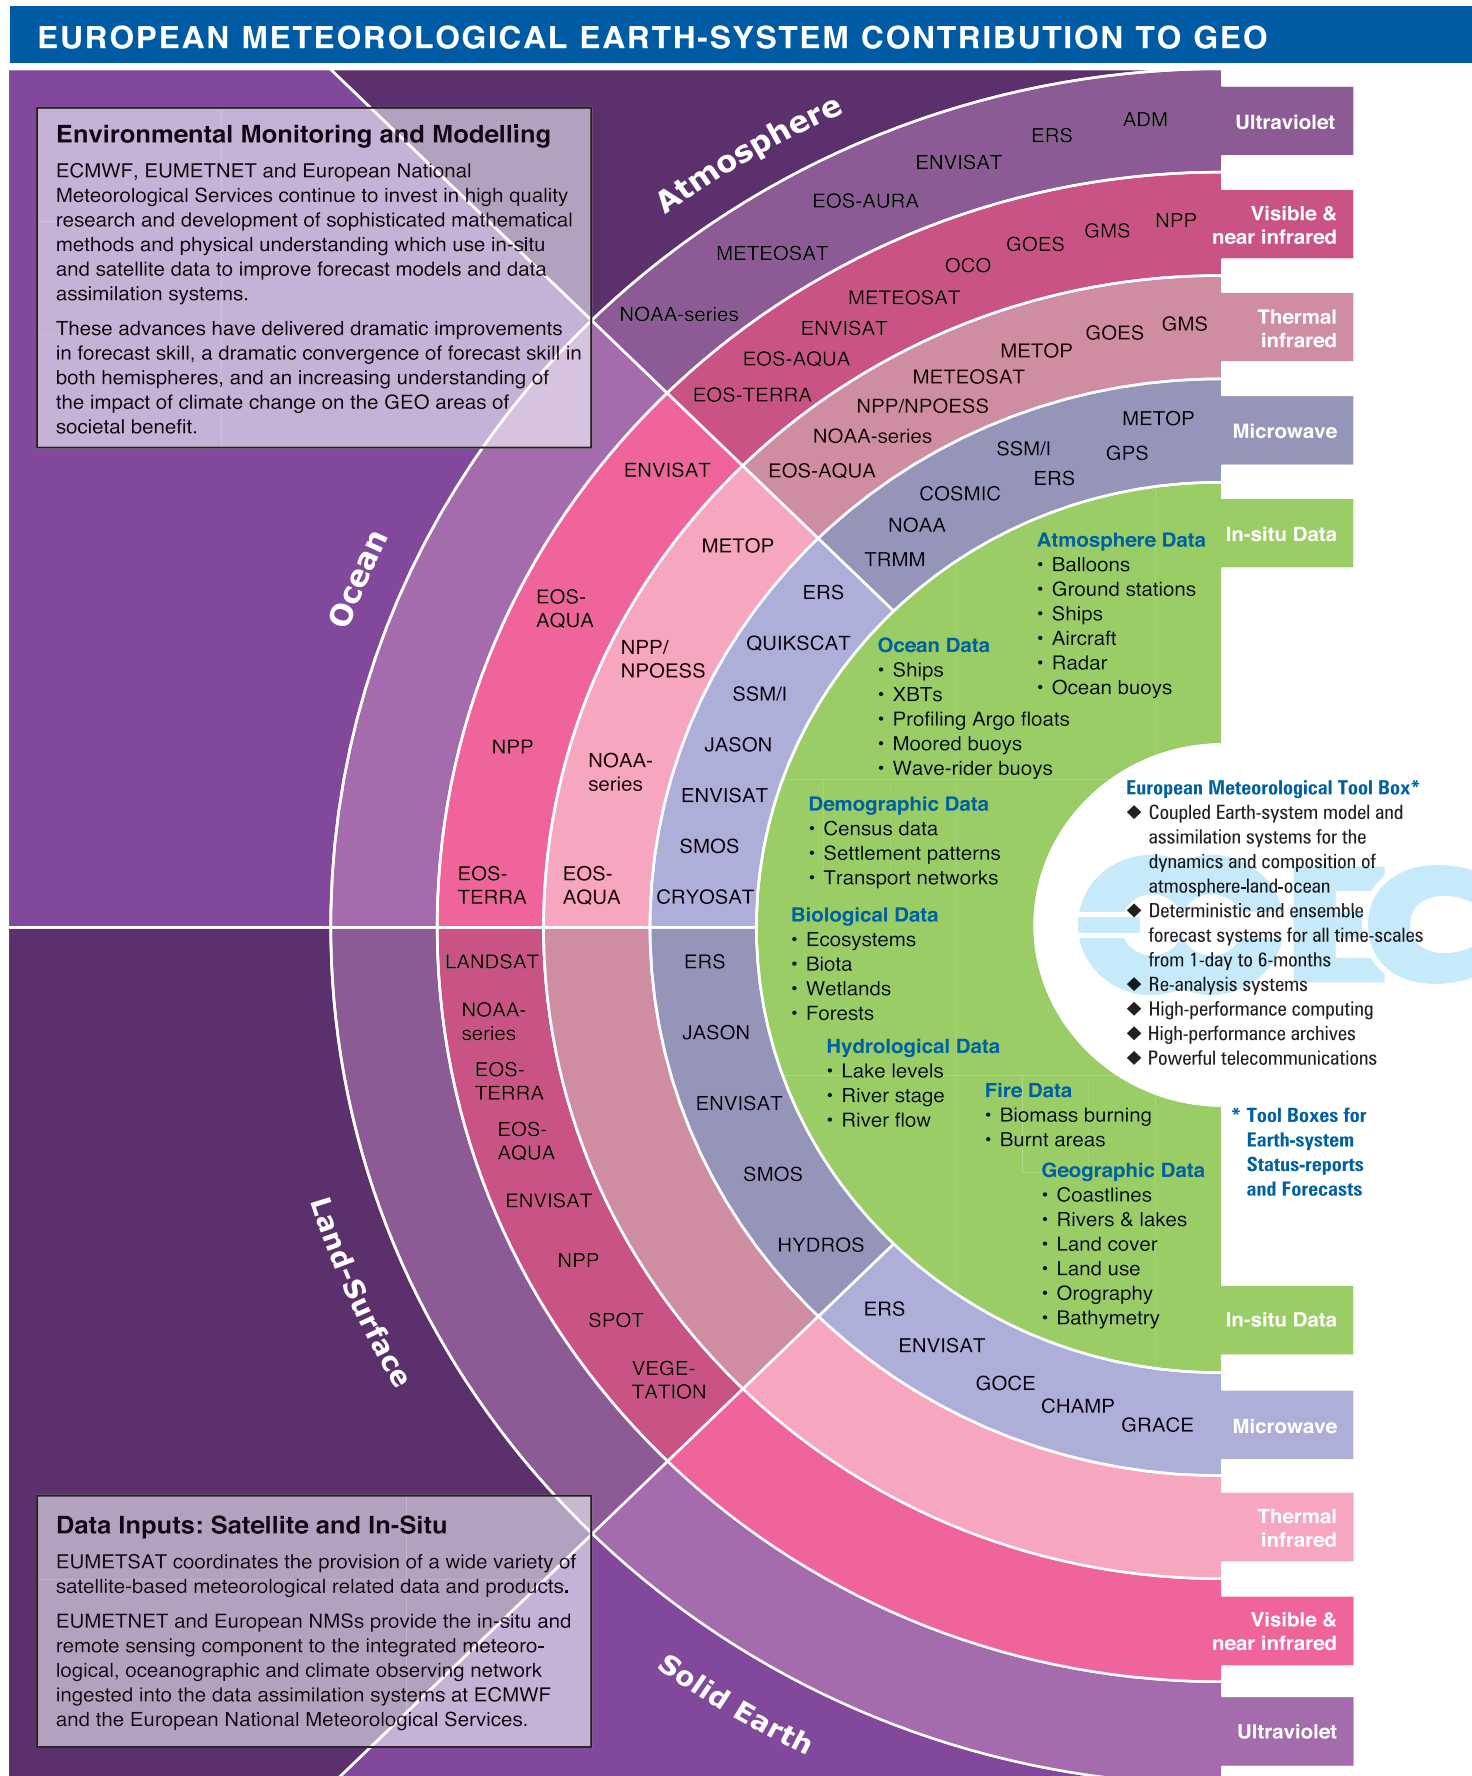 EUROPEAN METEOROLOGICAL EARTH-SYSTEM CONTRIBUTION TO GEO
Environmental Monitoring and Modelling
ECMWF, EUMETNET and European National
Meteorological Services continue to invest in high quality
research and development of sophisticated mathematical
methods and physical understanding which use in-situ
and satellite data to improve forecast models and data
assimilation systems.
These advances have delivered dramatic improvements
in forecast skill, a dramatic convergence of forecast skill in
both hemispheres, and an increasing understanding of
the impact of climate change on the GEO areas of
societal benefit.
Atmosphere
ADM
ERS
ENVISAT
EOS-AURA
METEOSAT
NOAA-series
Ultraviolet
NPP
GMS
GOES
OCO
METEOSAT
ENVISAT
EOS-AQUA
EOS-TERRA
Visible &
near infrared
GMS
GOES
METOP
METEOSAT
NPP/NPOESS
NOAA-series
EOS-AQUA
Thermal
infrared
METOP
GPS
SSM/I
ERS
COSMIC
NOAA
TRMM
Microwave
In-situ Data
Ocean
ENVISAT
EOS-
AQUA
NPP
EOS-
TERRA
METOP
NPP/
NPOESS
NOAA-
series
EOS-
AQUA
ERS
QUIKSCAT
SSM/I
JASON
ENVISAT
SMOS
CRYOSAT
Atmosphere Data
• Balloons
• Ground stations
• Ships
• Aircraft
• Radar
• Ocean buoys
Ocean Data
• Ships
• XBTs
• Profiling Argo floats
• Moored buoys
• Wave-rider buoys
Demographic Data
• Census data
• Settlement patterns
• Transport networks
Biological Data
• Ecosystems
• Biota
• Wetlands
• Forests
Hydrological Data
• Lake levels
• River stage
• River flow
Fire Data
• Biomass burning
• Burnt areas
Geographic Data
• Coastlines
• Rivers & lakes
• Land cover
• Land use
• Orography
• Bathymetry
European Meteorological Tool Box*
◆ Coupled Earth-system model and
assimilation systems for the
dynamics and composition of
atmosphere-land-ocean
◆ Deterministic and ensemble
forecast systems for all time-scales
from 1-day to 6-months
◆ Re-analysis systems
◆ High-performance computing
◆ High-performance archives
◆ Powerful telecommunications
GEO
* Tool Boxes for
Earth-system
Status-reports
and Forecasts
Land-Surface
LANDSAT
NOAA-
series
EOS-
TERRA
EOS-
AQUA
ENVISAT
NPP
SPOT
VEGE-
TATION
ERS
JASON
ENVISAT
SMOS
HYDROS
In-situ Data
ERS
ENVISAT
GOCE
CHAMP
GRACE
Microwave
Thermal
infrared
Visible &
near infrared
Ultraviolet
Solid Earth
Data Inputs: Satellite and In-Situ
EUMETSAT coordinates the provision of a wide variety of
satellite-based meteorological related data and products.
EUMETNET and European NMSs provide the in-situ and
remote sensing component to the integrated meteoro-
logical, oceanographic and climate observing network
ingested into the data assimilation systems at ECMWF
and the European National Meteorological Services.